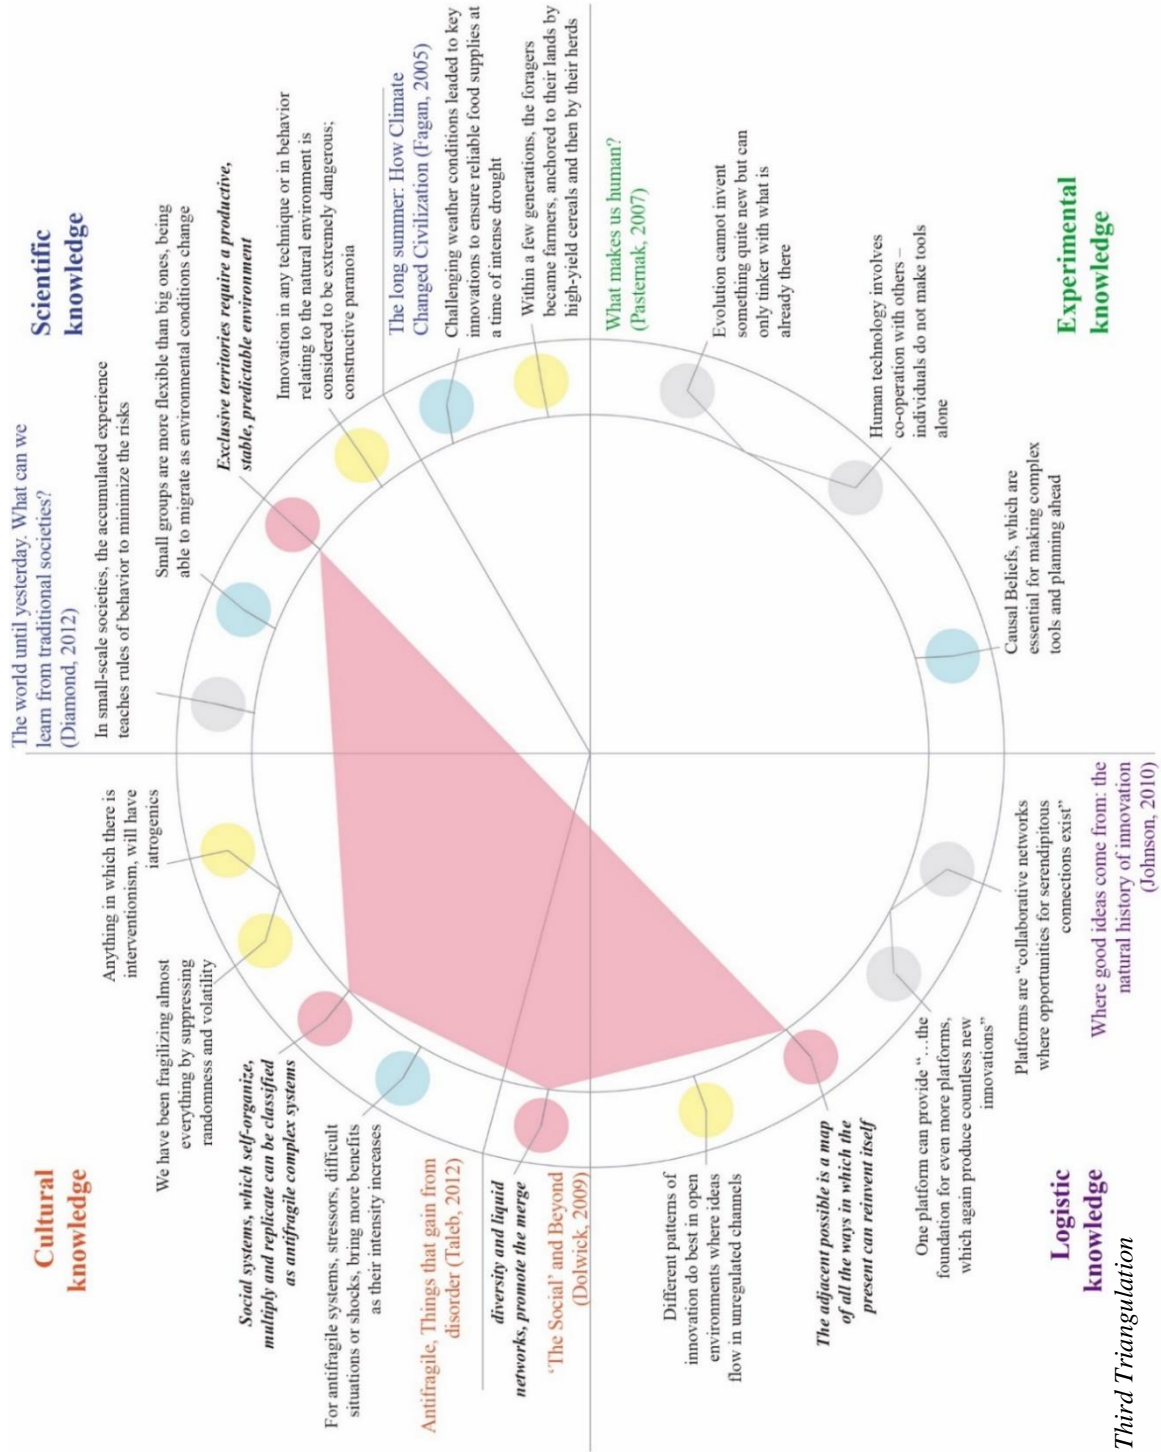 Cultural
knowledge
Scientific
knowledge
The world until yesterday. What can we
learn from traditional societies?
(Diamond, 2012)
In small-scale societies, the accumulated experience
teaches rules of behavior to minimize the risks
Small groups are more flexible than big ones, being
able to migrate as environmental conditions change
Exclusive territories require a productive,
stable, predictable environment
Innovation in any technique or in behavior
relating to the natural environment is
considered to be extremely dangerous;
constructive paranoia
The long summer: How Climate
Changed Civilization (Fagan, 2005)
Challenging weather conditions leaded to key
innovations to ensure reliable food supplies at
a time of intense drought
Within a few generations, the foragers
became farmers, anchored to their lands by
high-yield cereals and then by their herds
Anything in which there is
interventionism, will have
iatrogenics
We have been fragilizing almost
everything by suppressing
randomness and volatility
Social systems, which self-organize,
multiply and replicate can be classified
as antifragile complex systems
For antifragile systems, stressors, difficult
situations or shocks, bring more benefits
as their intensity increases
Antifragile, Things that gain from
disorder (Taleb, 2012)
diversity and liquid
networks, promote the merge
‘The Social’ and Beyond
(Dolwick, 2009)
What makes us human?
(Pasternak, 2007)
Evolution cannot invent
something quite new but can
only tinker with what is
already there
Human technology involves
co-operation with others –
individuals do not make tools
alone
Causal Beliefs, which are
essential for making complex
tools and planning ahead
Experimental
knowledge
Different patterns of
innovation do best in open
environments where ideas
flow in unregulated channels
The adjacent possible is a map
of all the ways in which the
present can reinvent itself
One platform can provide “…the
foundation for even more platforms,
which again produce countless new
innovations”
Platforms are “collaborative networks
where opportunities for serendipitous
connections exist”
Where good ideas come from: the
natural history of innovation
(Johnson, 2010)
Logistic
knowledge
Third Triangulation